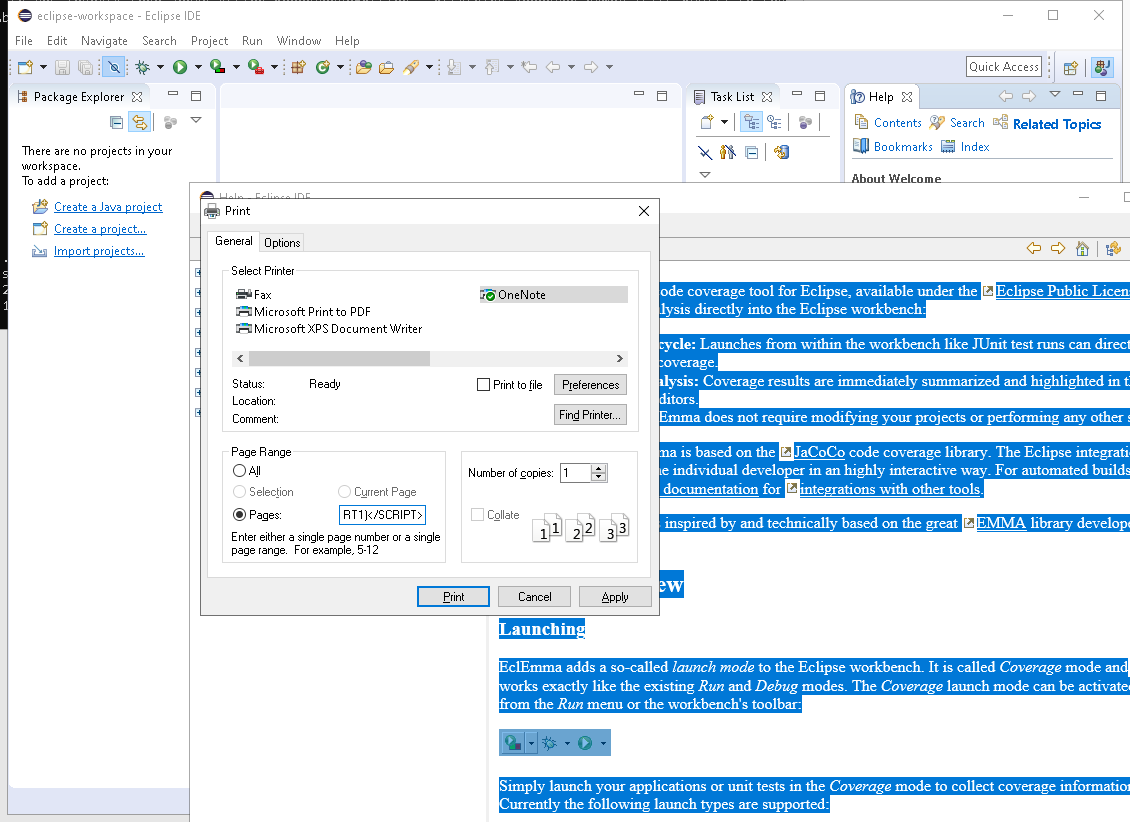 eclipse-workspace - Eclipse IDE
File Edit Navigate Search Project Run Window Help
Quick Access
Package Explorer
There are no projects in your
workspace.
To add a project:
Create a Java project
Create a project...
Import projects...
Task List
Help
Contents Search Related Topics
Bookmarks Index
About Welcome
Help - Eclipse IDE
Print
General Options
Select Printer
Fax
OneNote
Microsoft Print to PDF
Microsoft XPS Document Writer
Status: Ready
Print to file
Preferences
Location:
Comment:
Find Printer...
Page Range
All
Selection Current Page
Pages: RT1)</SCRIPT>
Enter either a single page number or a single
page range. For example, 5-12
Number of copies: 1
Collate
1 1 2 2 3 3
Print Cancel Apply
ode coverage tool for Eclipse, available under the Eclipse Public Licens
lysis directly into the Eclipse workbench:
cycle: Launches from within the workbench like JUnit test runs can direct
coverage.
alysis: Coverage results are immediately summarized and highlighted in t
ditors.
Emma does not require modifying your projects or performing any other s
ma is based on the JaCoCo code coverage library. The Eclipse integrati
e individual developer in an highly interactive way. For automated builds
documentation for integrations with other tools.
s inspired by and technically based on the great EMMA library develope
ew
Launching
EclEmma adds a so-called launch mode to the Eclipse workbench. It is called Coverage mode and
works exactly like the existing Run and Debug modes. The Coverage launch mode can be activate
from the Run menu or the workbench's toolbar:
Simply launch your applications or unit tests in the Coverage mode to collect coverage information
Currently the following launch types are supported: